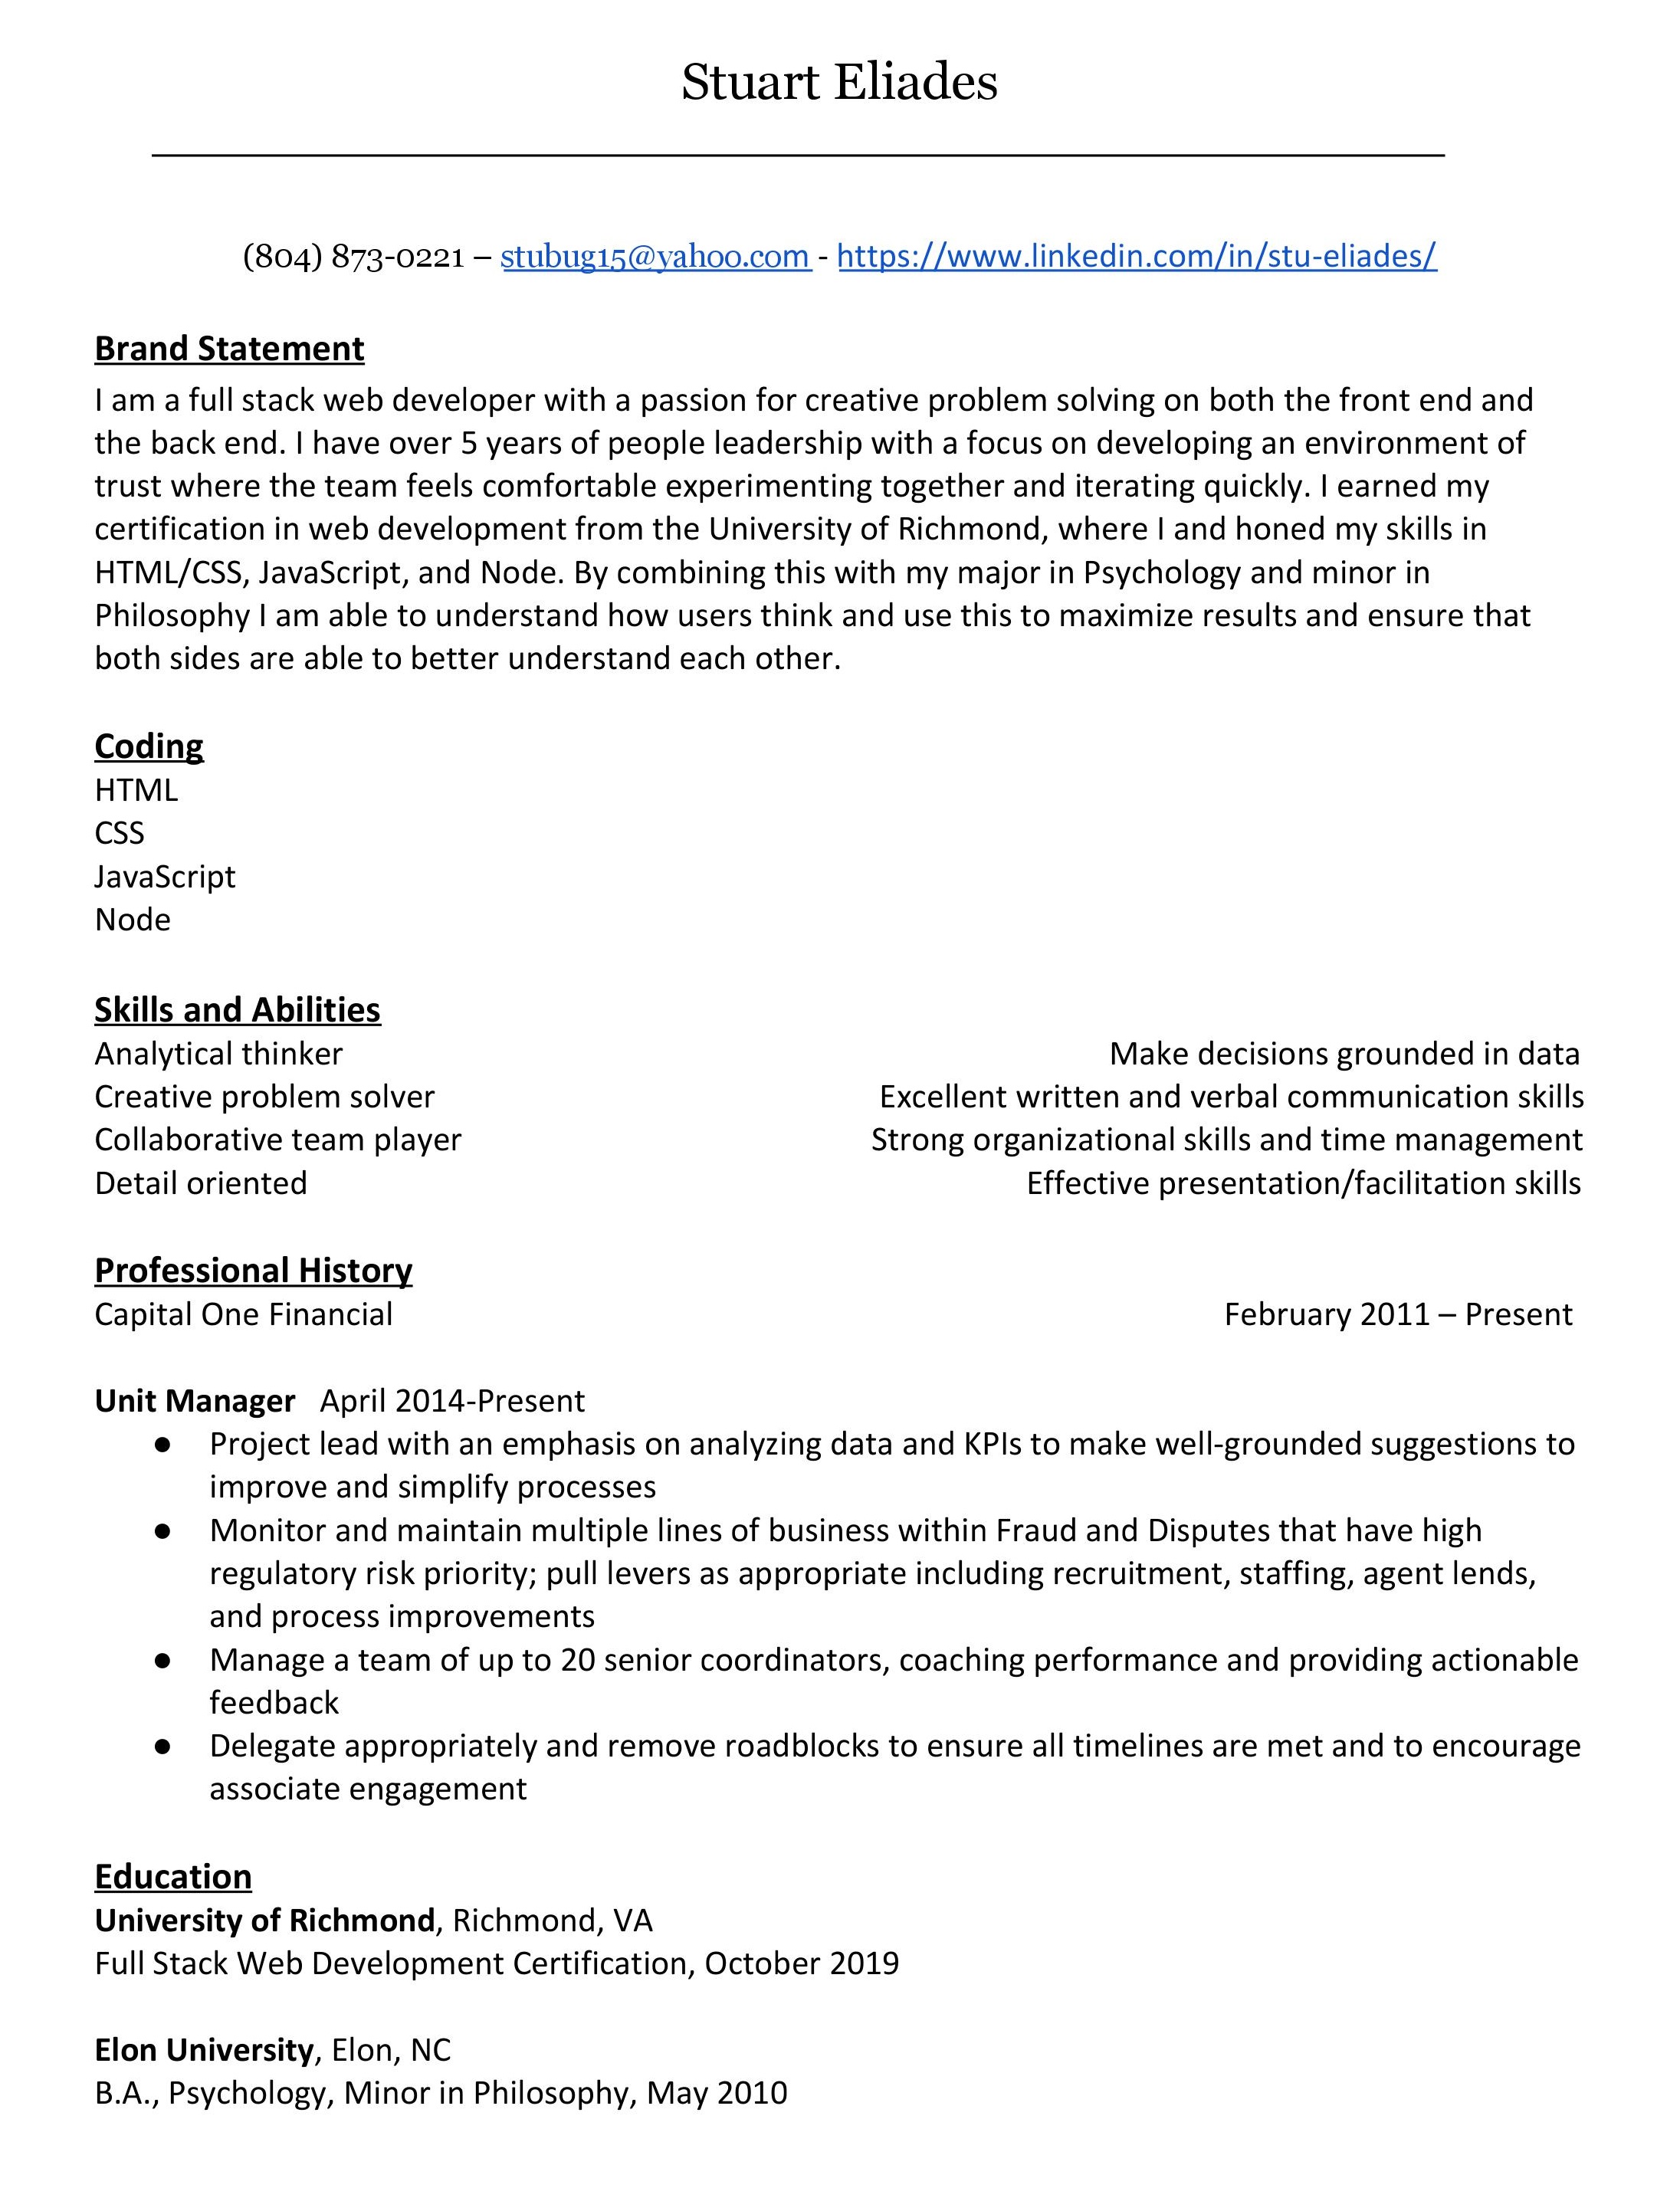 Stuart Eliades
(804) 873-0221 – stubug15@yahoo.com - https://www.linkedin.com/in/stu-eliades/
Brand Statement
I am a full stack web developer with a passion for creative problem solving on both the front end and
the back end. I have over 5 years of people leadership with a focus on developing an environment of
trust where the team feels comfortable experimenting together and iterating quickly. I earned my
certification in web development from the University of Richmond, where I and honed my skills in
HTML/CSS, JavaScript, and Node. By combining this with my major in Psychology and minor in
Philosophy I am able to understand how users think and use this to maximize results and ensure that
both sides are able to better understand each other.
Coding
HTML
CSS
JavaScript
Node
Skills and Abilities
Analytical thinker Make decisions grounded in data
Creative problem solver Excellent written and verbal communication skills
Collaborative team player Strong organizational skills and time management
Detail oriented Effective presentation/facilitation skills
Professional History
Capital One Financial February 2011 – Present
Unit Manager April 2014-Present
● Project lead with an emphasis on analyzing data and KPIs to make well-grounded suggestions to
improve and simplify processes
● Monitor and maintain multiple lines of business within Fraud and Disputes that have high
regulatory risk priority; pull levers as appropriate including recruitment, staffing, agent lends,
and process improvements
● Manage a team of up to 20 senior coordinators, coaching performance and providing actionable
feedback
● Delegate appropriately and remove roadblocks to ensure all timelines are met and to encourage
associate engagement
Education
University of Richmond, Richmond, VA
Full Stack Web Development Certification, October 2019
Elon University, Elon, NC
B.A., Psychology, Minor in Philosophy, May 2010